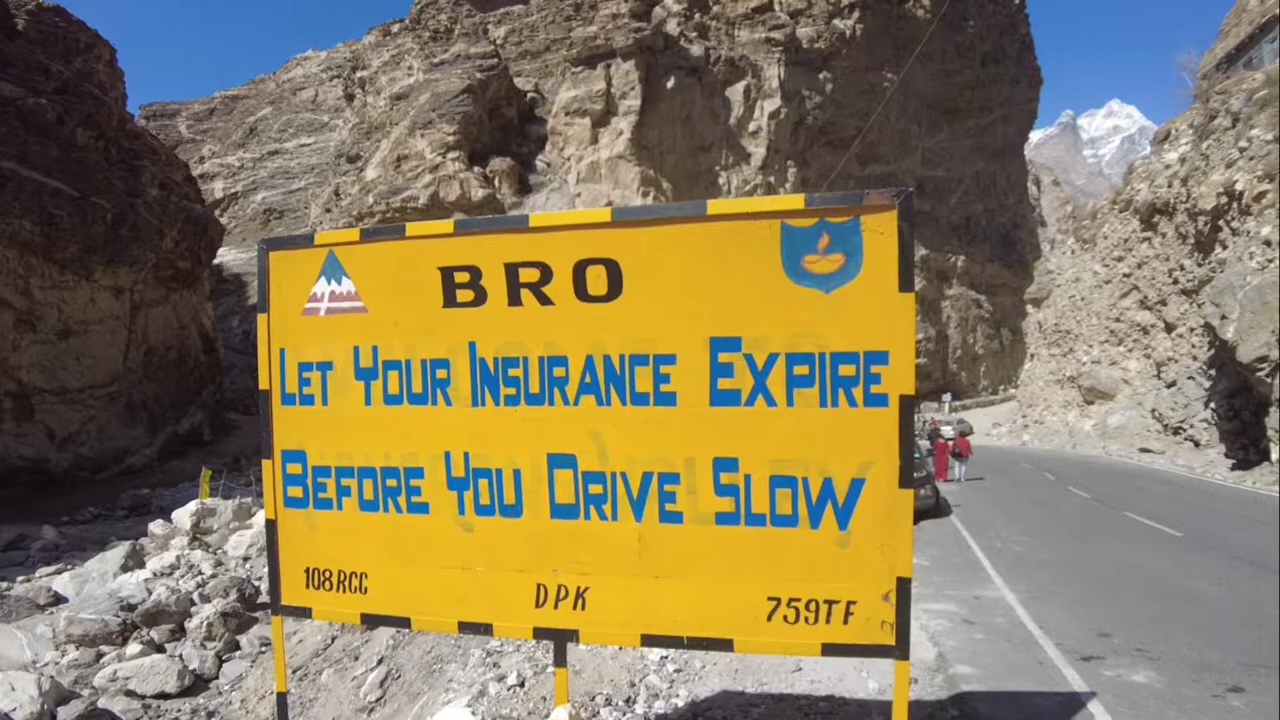 BRO
LET YOUR INSURANCE EXPIRE
BEFORE YOU DRIVE SLOW
108RCC DPK 759TF